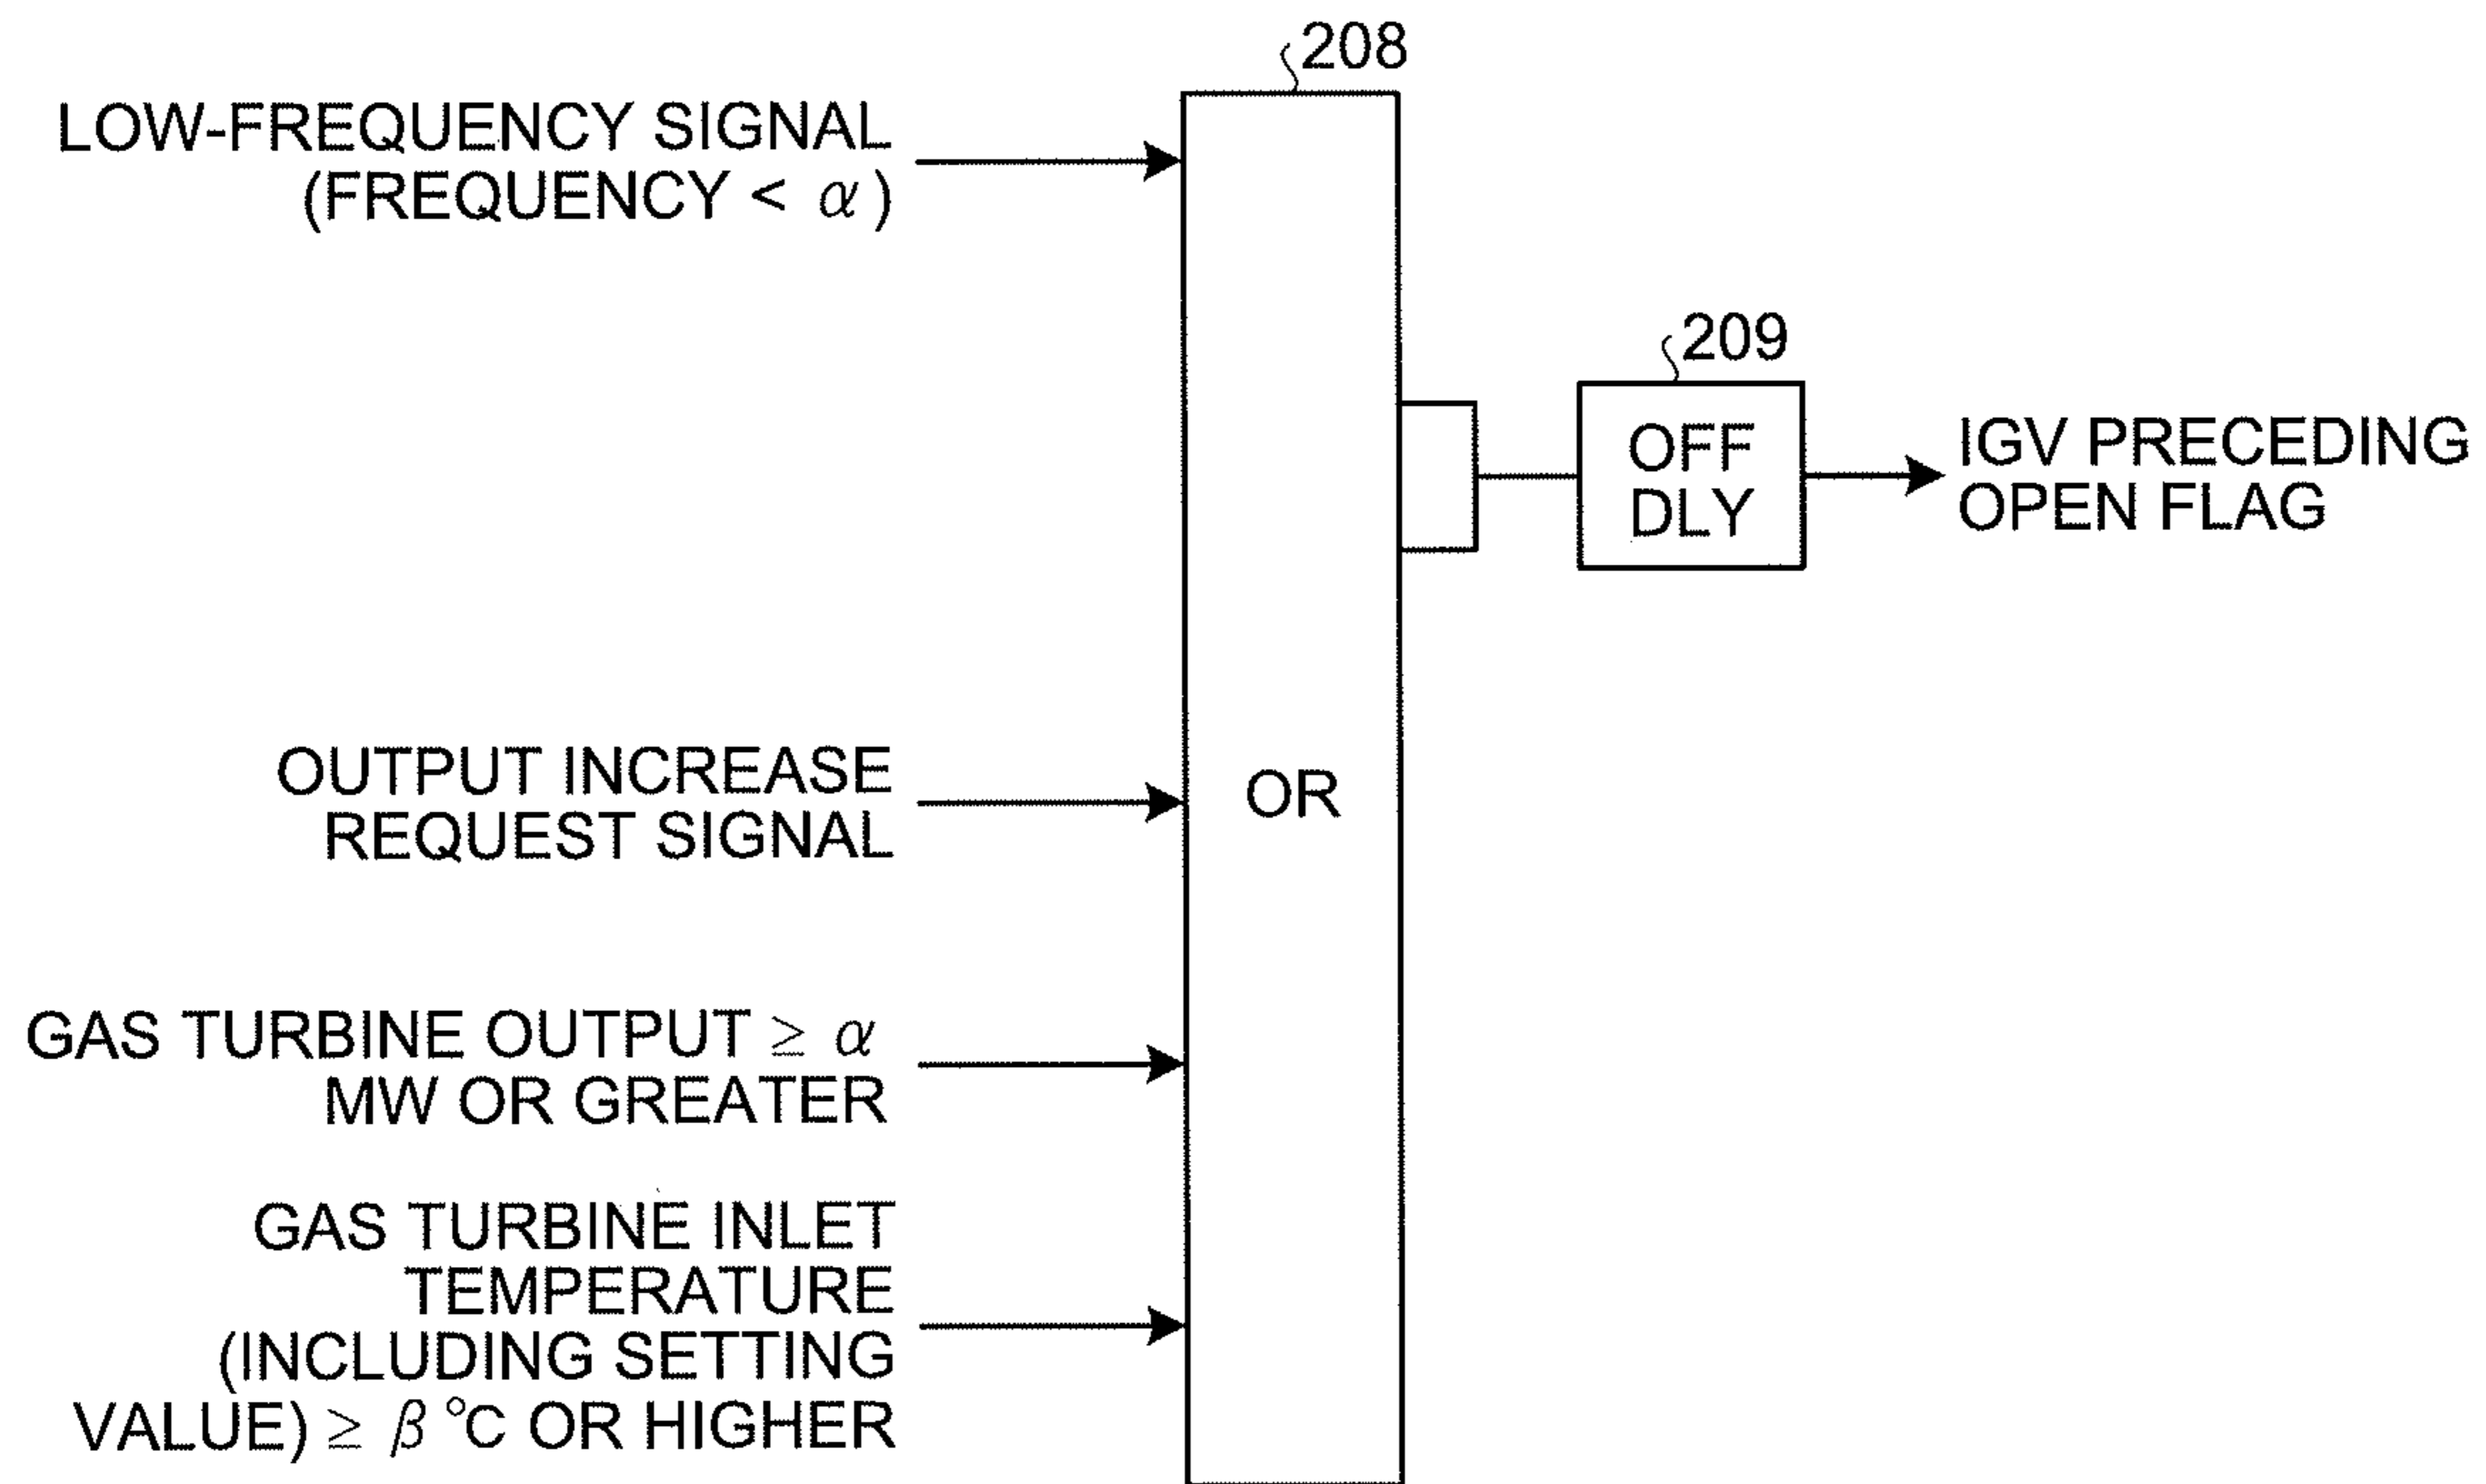 208
LOW-FREQUENCY SIGNAL
(FREQUENCY < α)
209
OFF
DLY
IGV PRECEDING
OPEN FLAG
OUTPUT INCREASE
REQUEST SIGNAL
OR
GAS TURBINE OUTPUT ≥ α
MW OR GREATER
GAS TURBINE INLET
TEMPERATURE
(INCLUDING SETTING
VALUE) ≥ β °C OR HIGHER